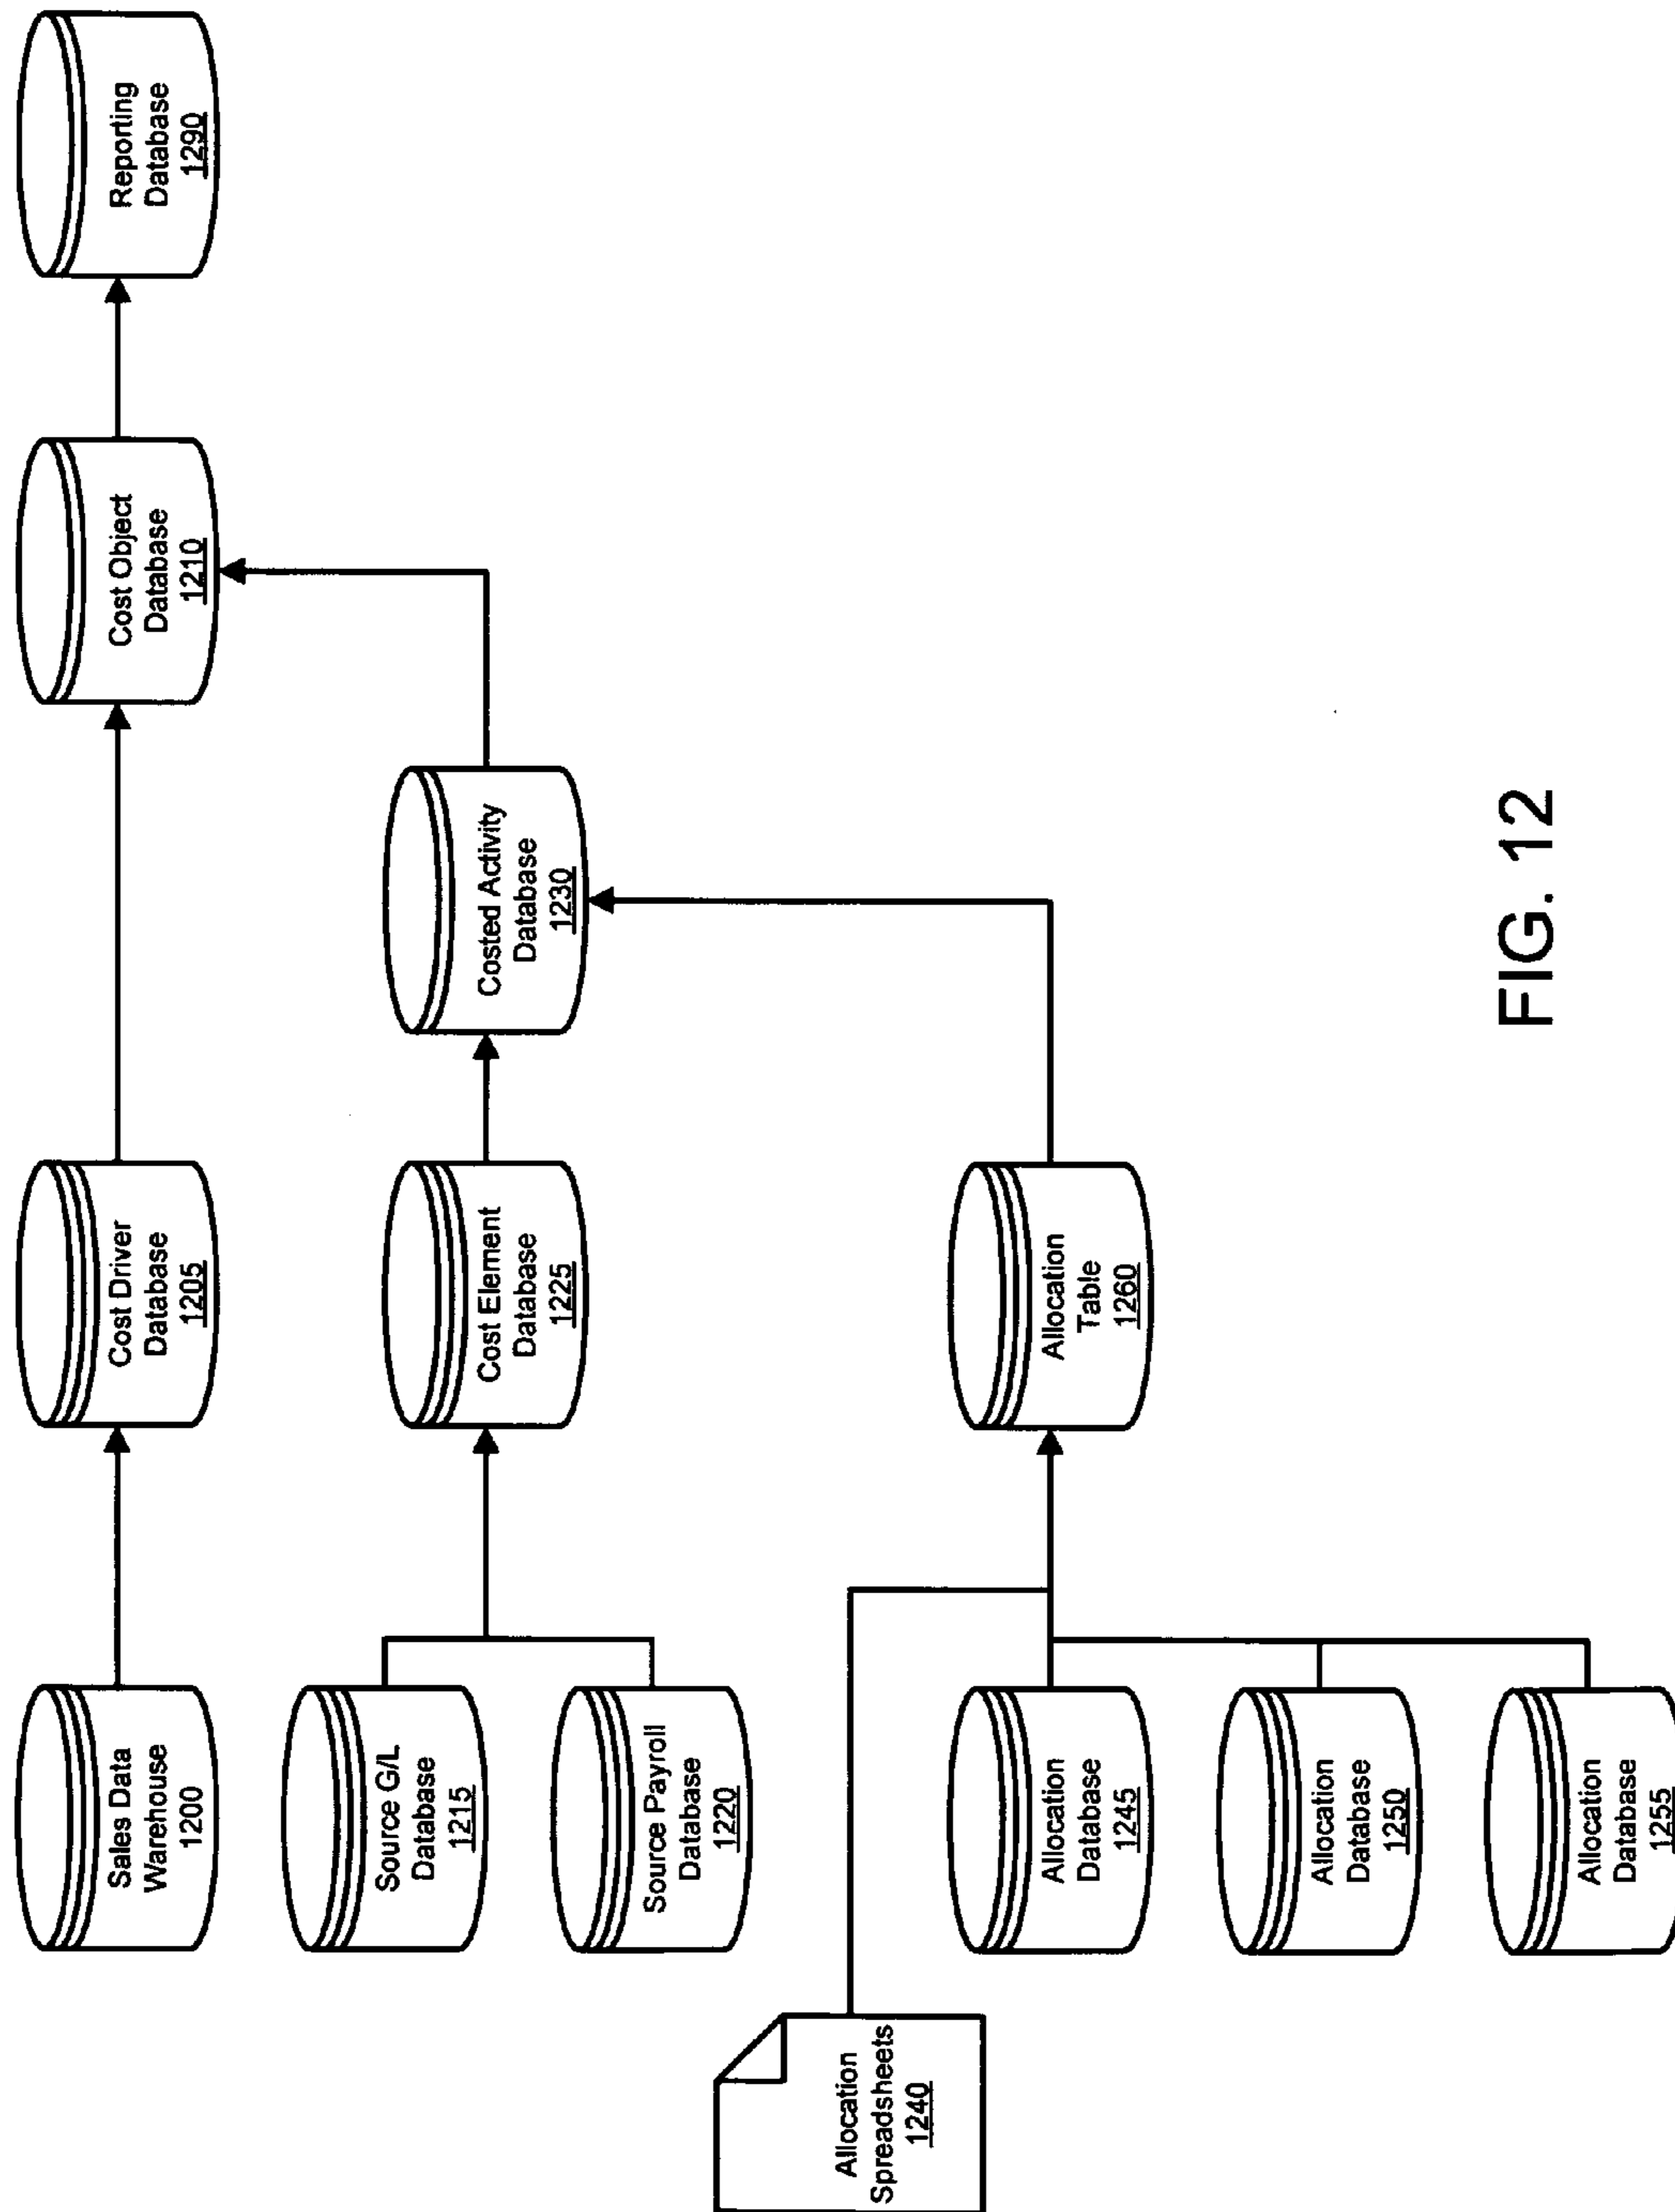 Sales Data
Warehouse
1200
Cost Driver
Database
1205
Cost Object
Database
1210
Reporting
Database
1290
Source G/L
Database
1215
Source Payroll
Database
1220
Cost Element
Database
1225
Costed Activity
Database
1230
Allocation
Spreadsheets
1240
Allocation
Database
1245
Allocation
Database
1250
Allocation
Database
1255
Allocation
Table
1260
FIG. 12